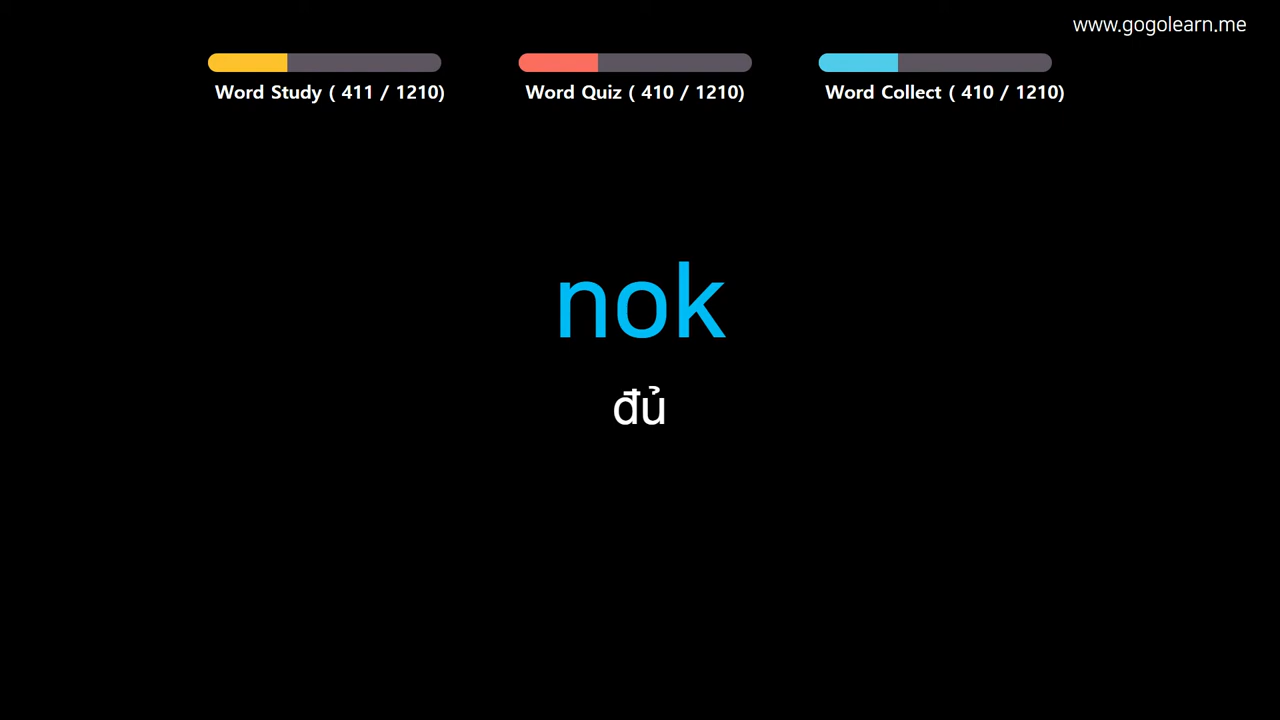 www.gogolearn.me
Word Study ( 411 / 1210)
Word Quiz ( 410 / 1210)
Word Collect ( 410 / 1210)
nok
đủ